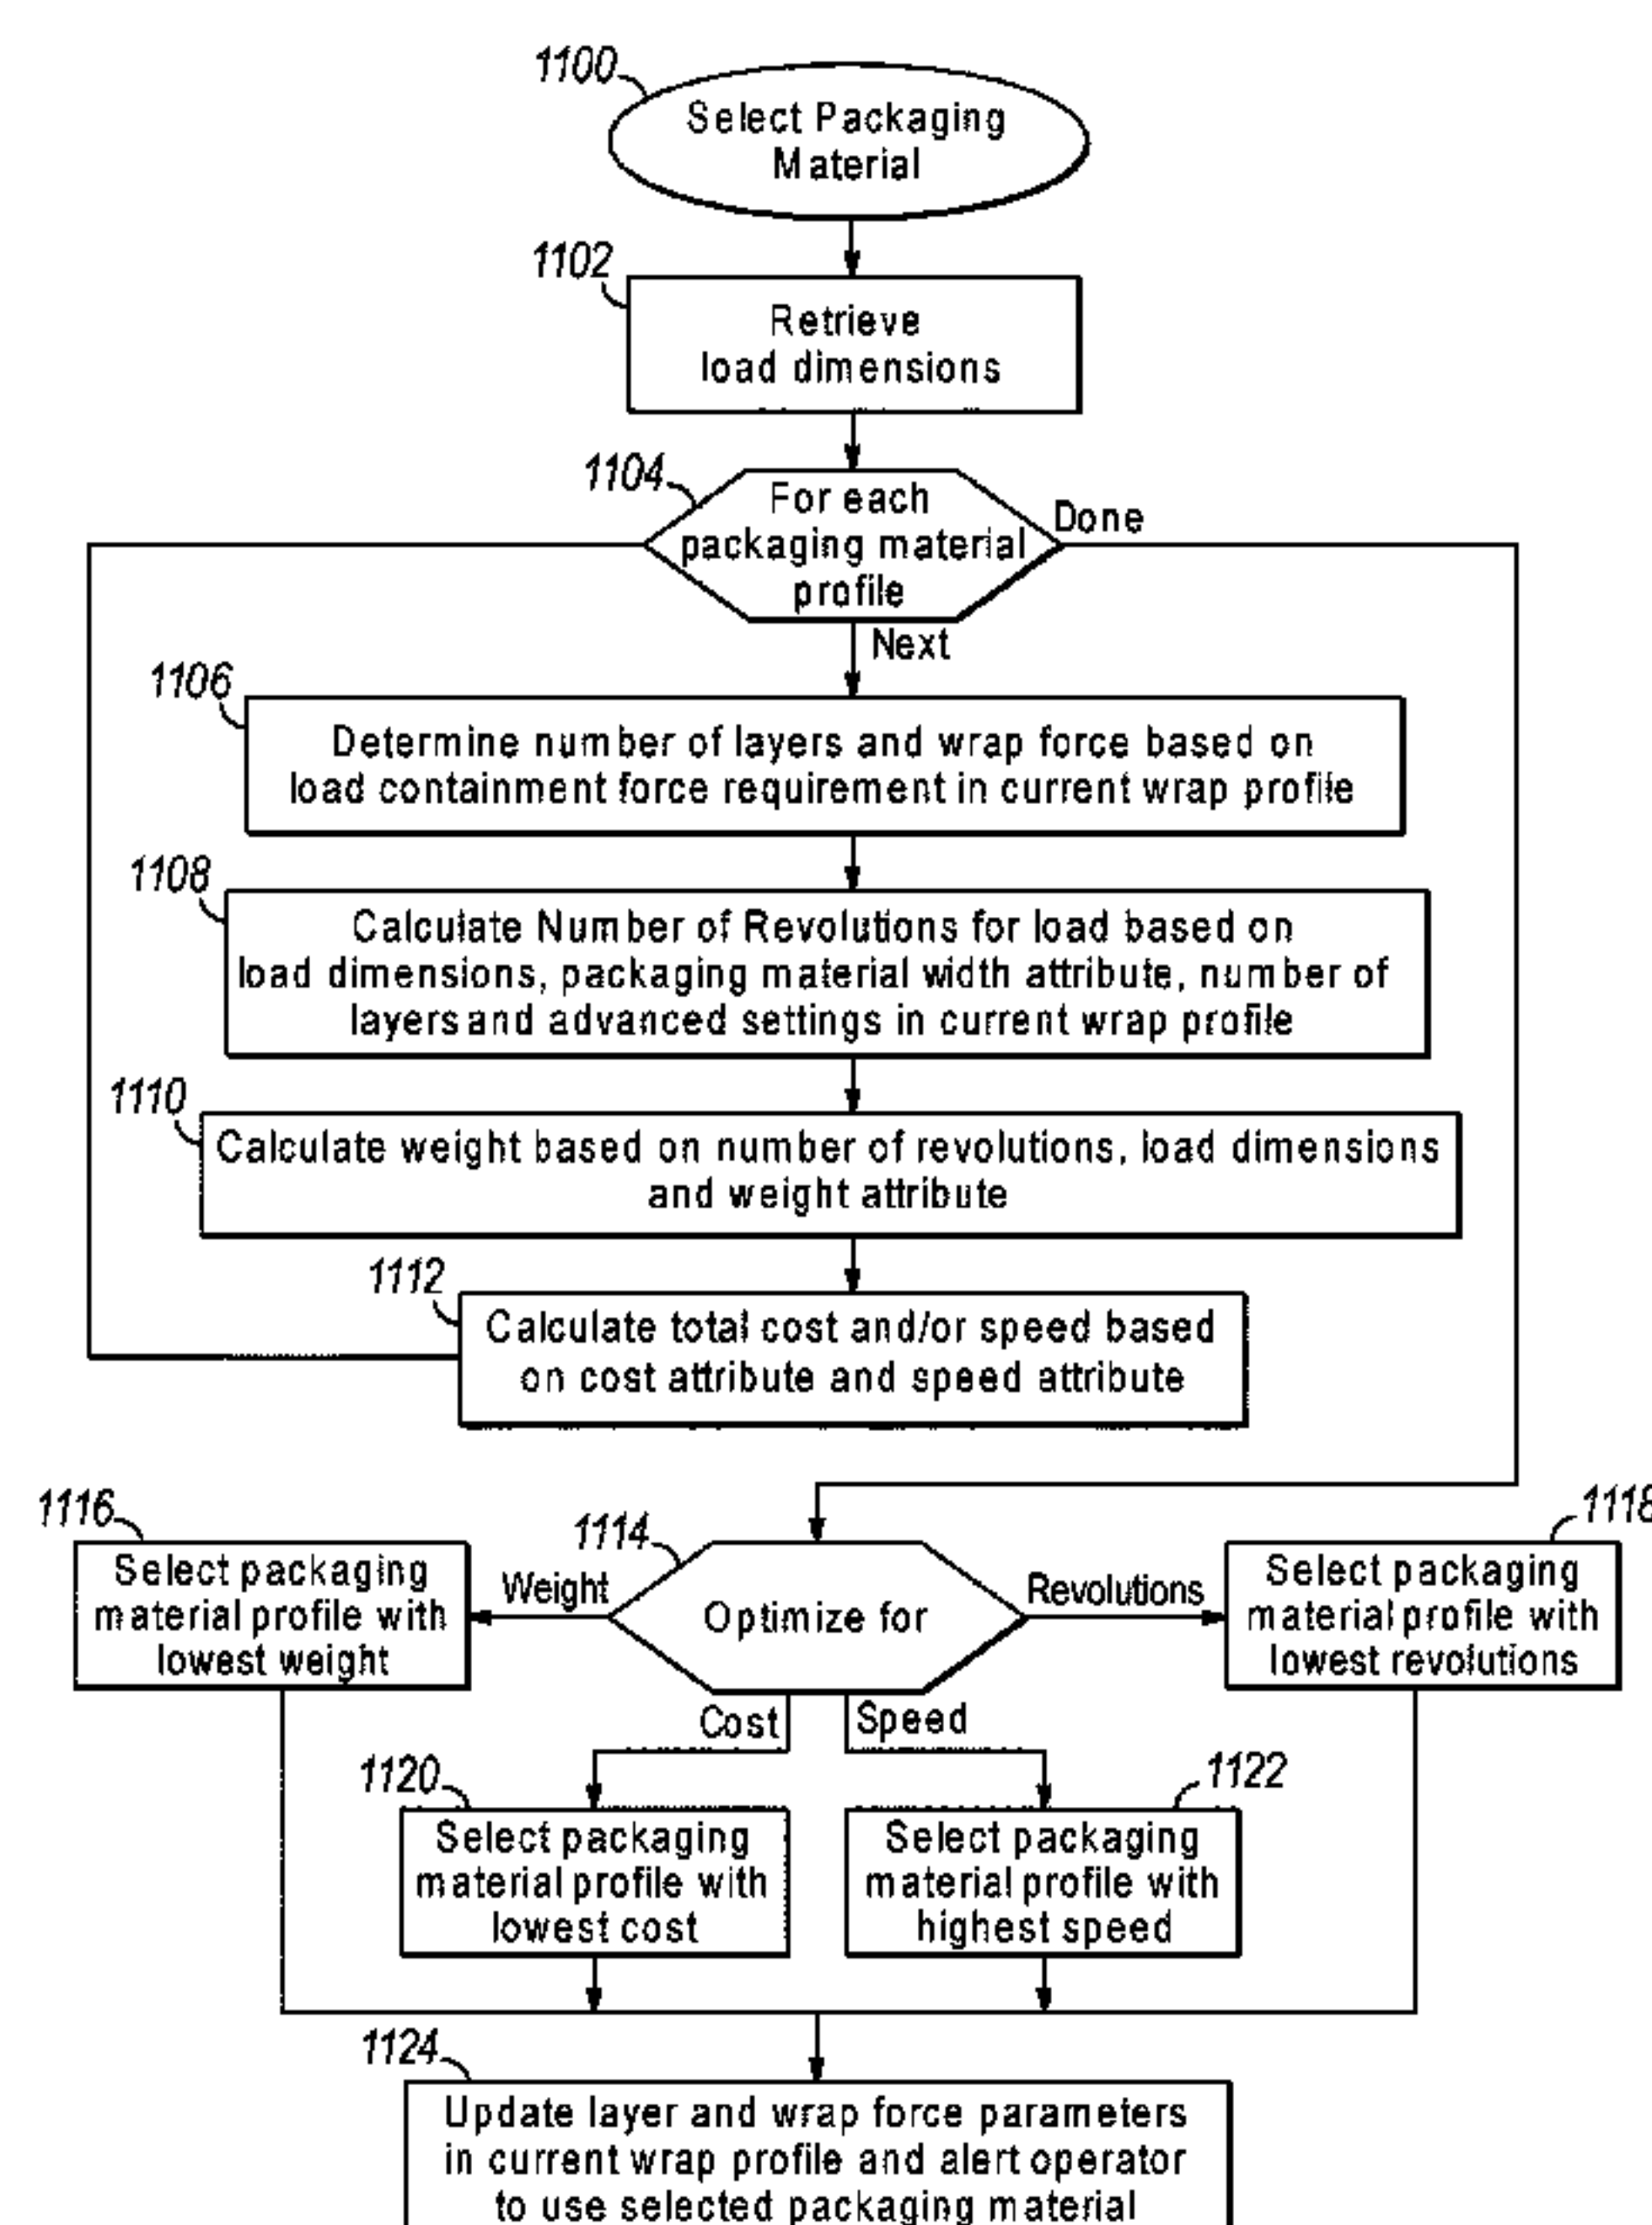 1100
Select Packaging
Material
1102
Retrieve
load dimensions
1104
For each
packaging material
profile
Done
Next
1106
Determine number of layers and wrap force based on
load containment force requirement in current wrap profile
1108
Calculate Number of Revolutions for load based on
load dimensions, packaging material width attribute, number of
layers and advanced settings in current wrap profile
1110
Calculate weight based on number of revolutions, load dimensions
and weight attribute
1112
Calculate total cost and/or speed based
on cost attribute and speed attribute
1116
Select packaging
material profile with
lowest weight
Weight
1114
Optimize for
Revolutions
1118
Select packaging
material profile with
lowest revolutions
Cost
Speed
1120
Select packaging
material profile with
lowest cost
1122
Select packaging
material profile with
highest speed
1124
Update layer and wrap force parameters
in current wrap profile and alert operator
to use selected packaging material